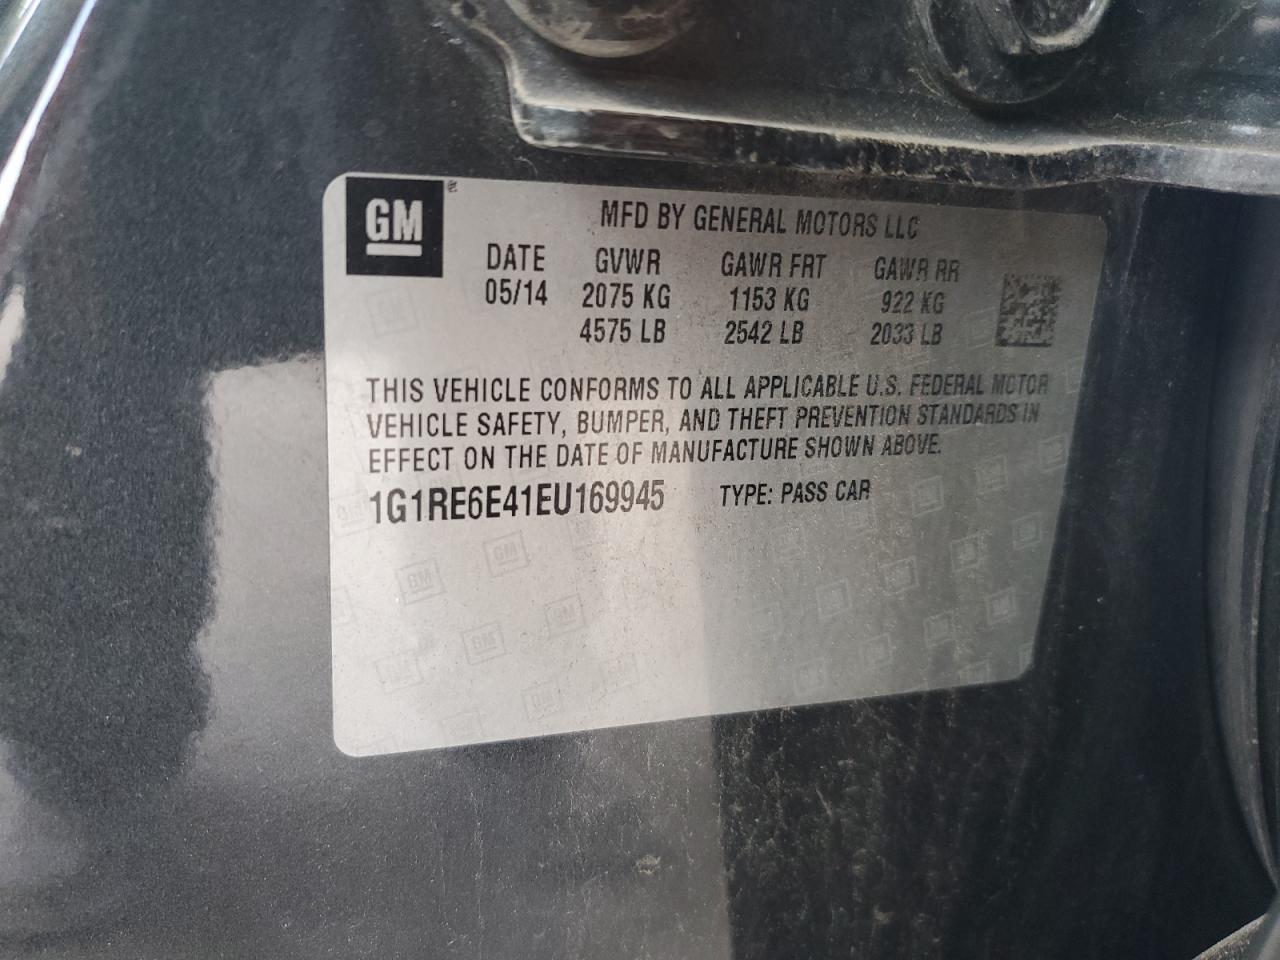 GM
MFD BY GENERAL MOTORS LLC
DATE GVWR GAWR FRT GAWR RR
05/14 2075 KG 1153 KG 922 KG
4575 LB 2542 LB 2033 LB
THIS VEHICLE CONFORMS TO ALL APPLICABLE U.S. FEDERAL MOTOR
VEHICLE SAFETY, BUMPER, AND THEFT PREVENTION STANDARDS IN
EFFECT ON THE DATE OF MANUFACTURE SHOWN ABOVE.
1G1RE6E41EU169945 TYPE: PASS CAR